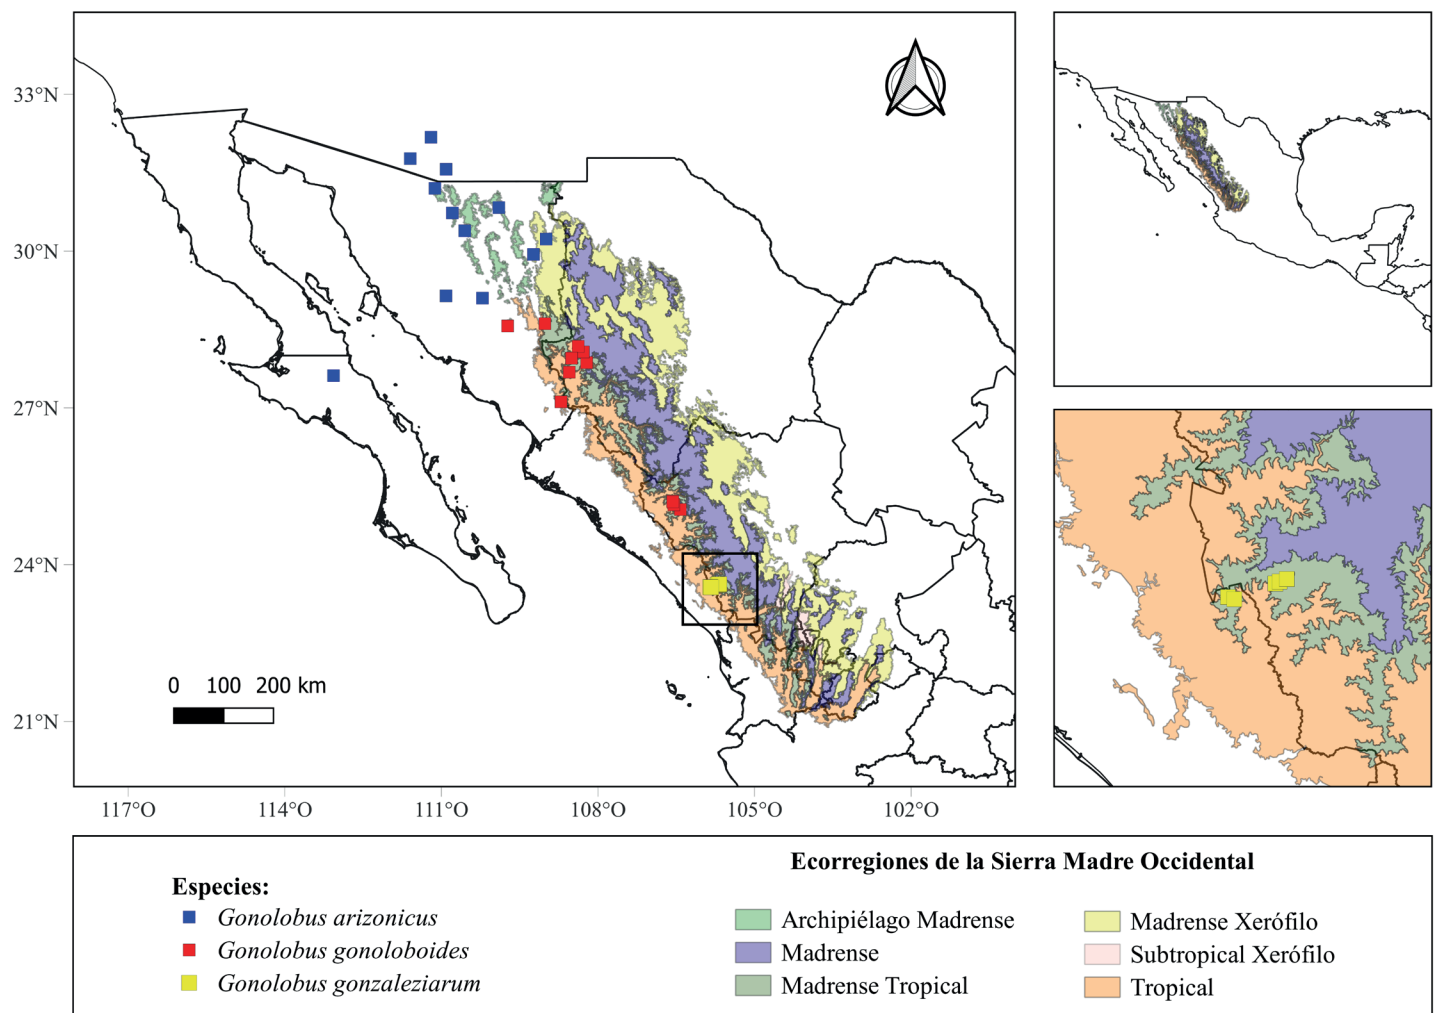 33°N
30°N
27°N
24°N
21°N
0 100 200 km
117°O 114°O 111°O 108°O 105°O 102°O
Especies:
Gonolobus arizonicus
Gonolobus gonoloboides
Gonolobus gonzaleziarum
Ecorregiones de la Sierra Madre Occidental
Archipiélago Madrense
Madrense
Madrense Tropical
Madrense Xerófilo
Subtropical Xerófilo
Tropical